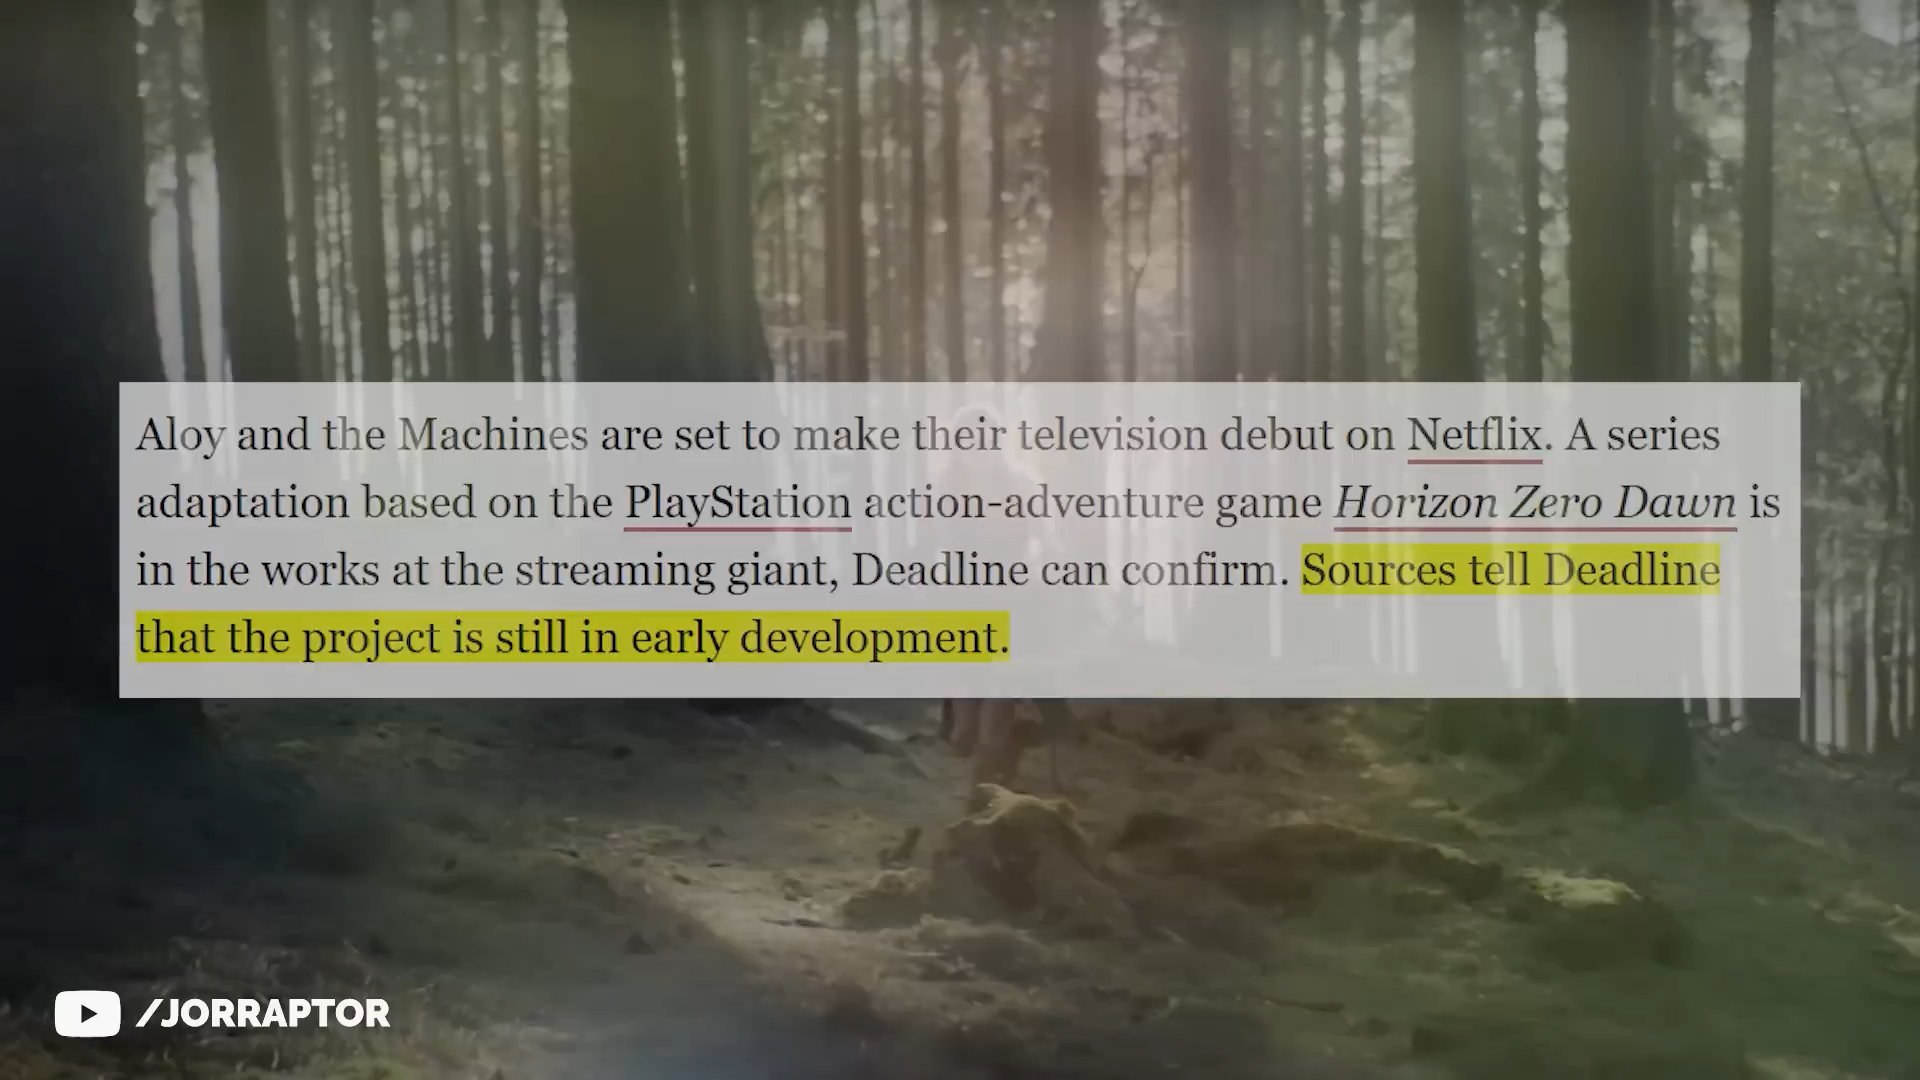 Aloy and the Machines are set to make their television debut on Netflix. A series
adaptation based on the PlayStation action-adventure game Horizon Zero Dawn is
in the works at the streaming giant, Deadline can confirm. Sources tell Deadline
that the project is still in early development.
/JORRAPTOR